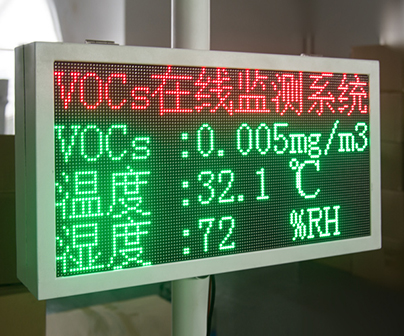 VOCs在线监测系统
VOCs :0.005mg/m3
温度 :32.1 ℃
湿度 :72 %RH